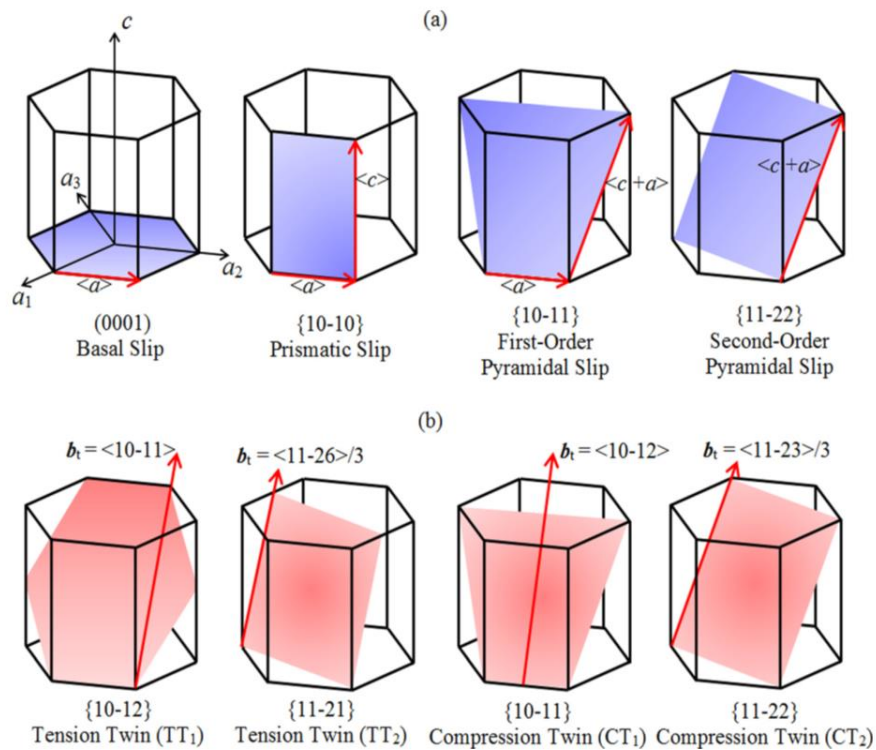 (a)
c
a3
a2
a1
<a>
(0001)
Basal Slip
<c>
<a>
{10-10}
Prismatic Slip
<c+a>
<a>
{10-11}
First-Order
Pyramidal Slip
<c+a>
{11-22}
Second-Order
Pyramidal Slip
(b)
bt = <10-11>
{10-12}
Tension Twin (TT1)
bt = <11-26>/3
{11-21}
Tension Twin (TT2)
bt = <10-12>
{10-11}
Compression Twin (CT1)
bt = <11-23>/3
{11-22}
Compression Twin (CT2)